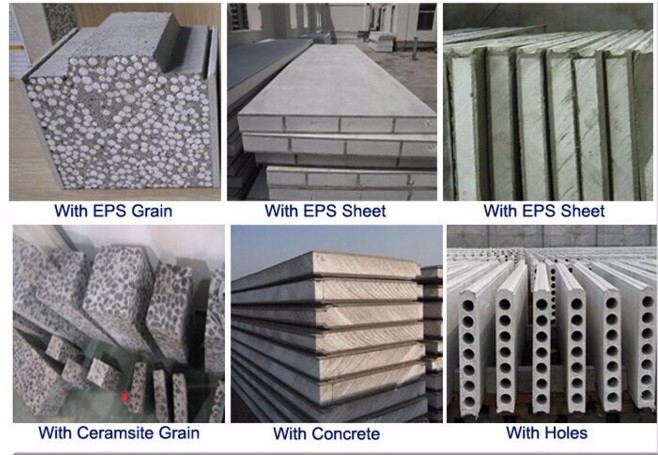 With EPS Grain
With EPS Sheet
With EPS Sheet
With Ceramsite Grain
With Concrete
With Holes